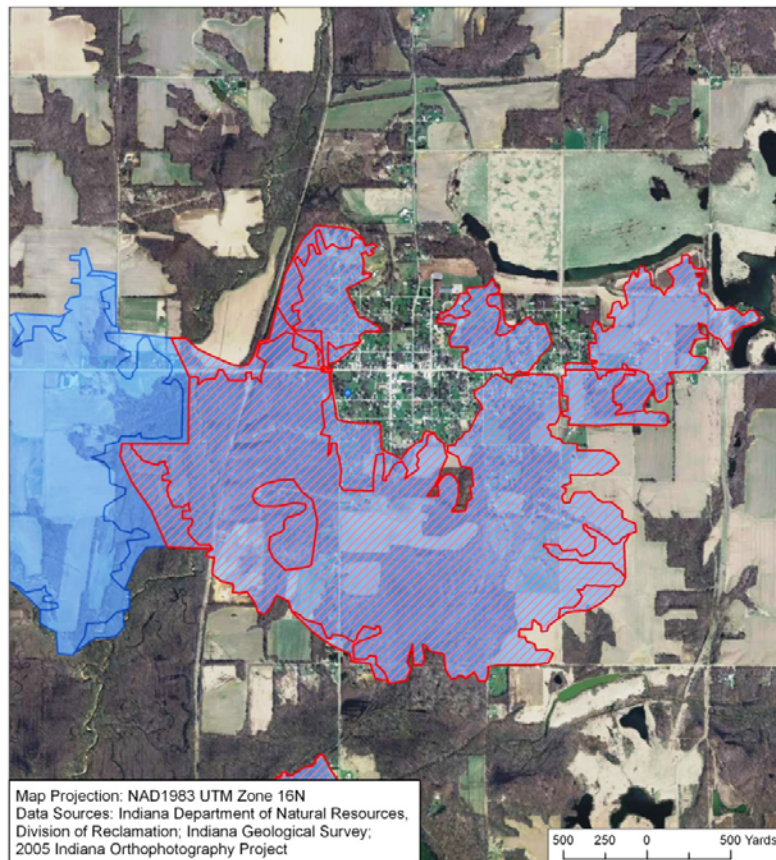 Map Projection: NAD1983 UTM Zone 16N
Data Sources: Indiana Department of Natural Resources,
Division of Reclamation; Indiana Geological Survey;
2005 Indiana Orthophotography Project
500 250 0 500 Yards